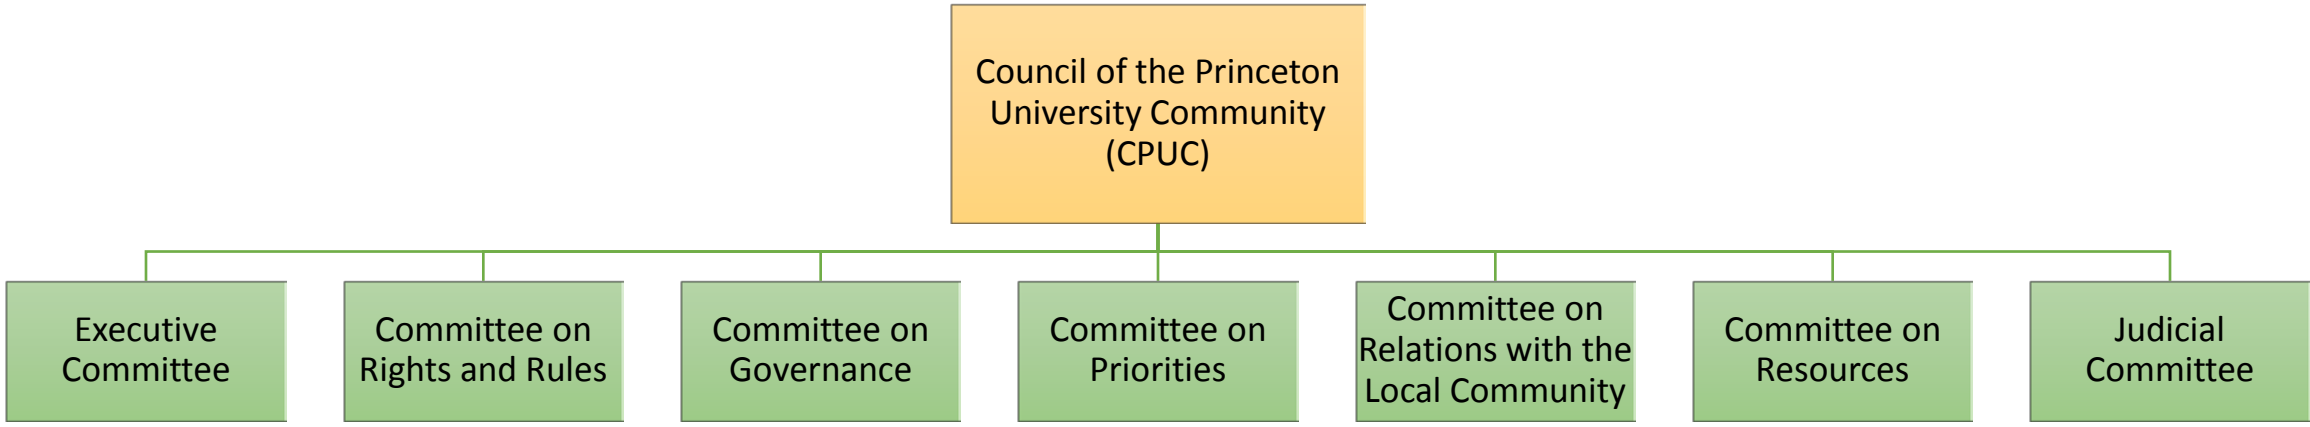 Council of the Princeton
University Community
(CPUC)
Executive
Committee
Committee on
Rights and Rules
Committee on
Governance
Committee on
Priorities
Committee on
Relations with the
Local Community
Committee on
Resources
Judicial
Committee